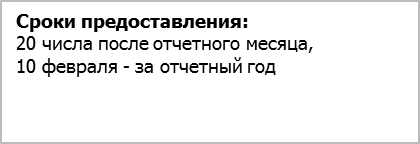 Сроки предоставления:
20 числа после отчетного месяца,
10 февраля - за отчетный год